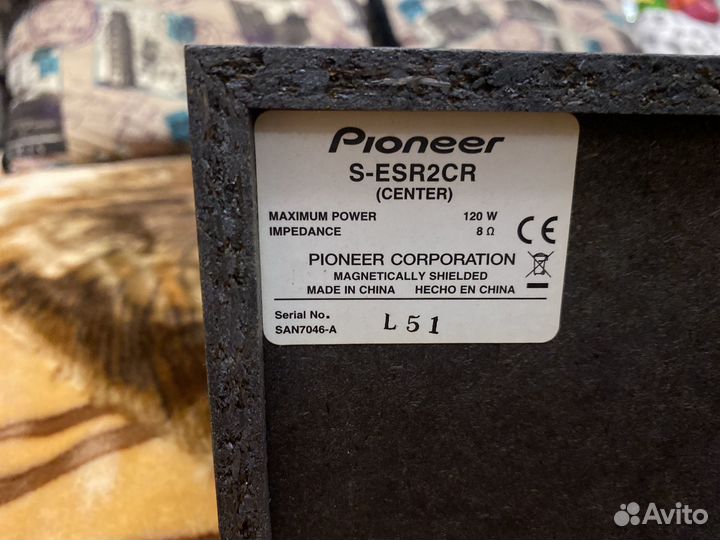 Pioneer
S-ESR2CR
(CENTER)
MAXIMUM POWER 120 W
IMPEDANCE 8 Ω
CE
PIONEER CORPORATION
MAGNETICALLY SHIELDED
MADE IN CHINA HECHO EN CHINA
Serial No.
SAN7046-A L51
Avito